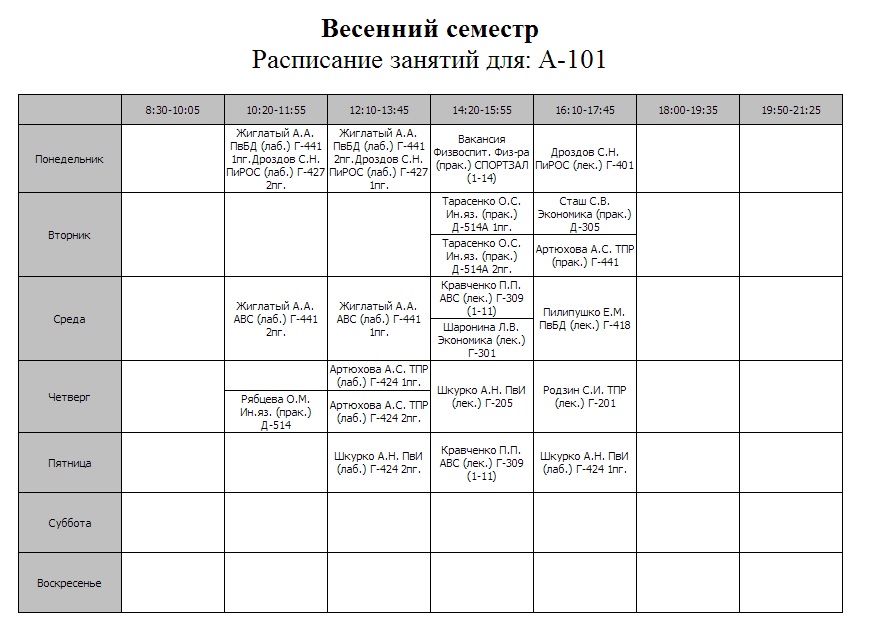 Весенний семестр
Расписание занятий для: А-101
8:30-10:05
10:20-11:55
12:10-13:45
14:20-15:55
16:10-17:45
18:00-19:35
19:50-21:25
Понедельник
Жиглатый А.А.
ПвБД (лаб.) Г-441
1пг.Дроздов С.Н.
ПиРОС (лаб.) Г-427
2пг.
Жиглатый А.А.
ПвБД (лаб.) Г-441
2пг.Дроздов С.Н.
ПиРОС (лаб.) Г-427
1пг.
Вакансия
Физвоспит. Физ-ра
(прак.) СПОРТЗАЛ
(1-14)
Дроздов С.Н.
ПиРОС (лек.) Г-401
Вторник
Тарасенко О.С.
Ин.яз. (прак.)
Д-514А 1пг.
Сташ С.В.
Экономика (прак.)
Д-305
Тарасенко О.С.
Ин.яз. (прак.)
Д-514А 2пг.
Артюхова А.С. ТПР
(прак.) Г-441
Среда
Жиглатый А.А.
АВС (лаб.) Г-441
2пг.
Жиглатый А.А.
АВС (лаб.) Г-441
1пг.
Кравченко П.П.
АВС (лек.) Г-309
(1-11)
Шаронина Л.В.
Экономика (лек.)
Г-301
Пилипушко Е.М.
ПвБД (лек.) Г-418
Четверг
Рябцева О.М.
Ин.яз. (прак.)
Д-514
Артюхова А.С. ТПР
(лаб.) Г-424 1пг.
Артюхова А.С. ТПР
(лаб.) Г-424 2пг.
Шкурко А.Н. ПвИ
(лек.) Г-205
Родзин С.И. ТПР
(лек.) Г-201
Пятница
Шкурко А.Н. ПвИ
(лаб.) Г-424 2пг.
Кравченко П.П.
АВС (лек.) Г-309
(1-11)
Шкурко А.Н. ПвИ
(лаб.) Г-424 1пг.
Суббота
Воскресенье